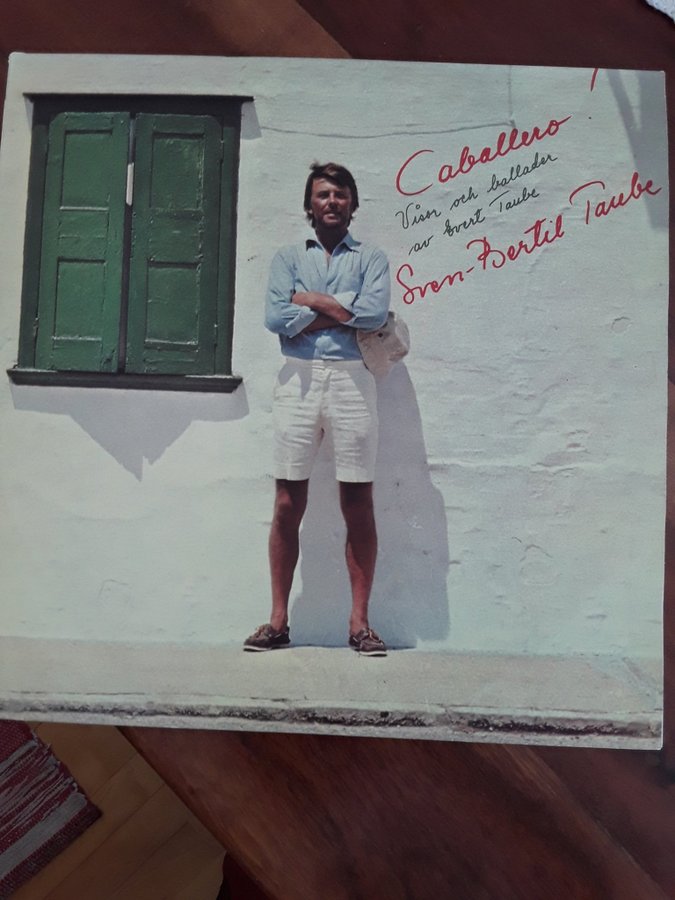 Caballero
Visor och ballader
av Evert Taube
Sven-Bertil Taube